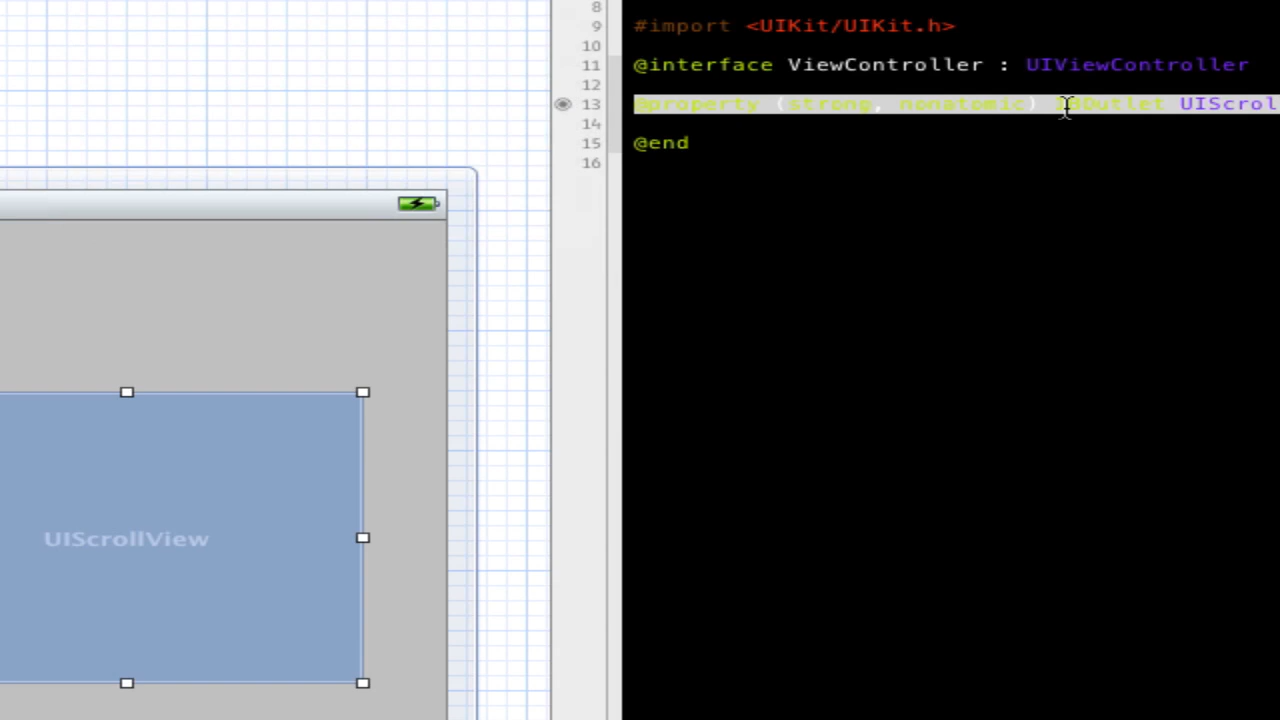 8
9 #import <UIKit/UIKit.h>
10
11 @interface ViewController : UIViewController
12
13 @property (strong, nonatomic) IBOutlet UIScrol
14
15 @end
16
UIScrollView